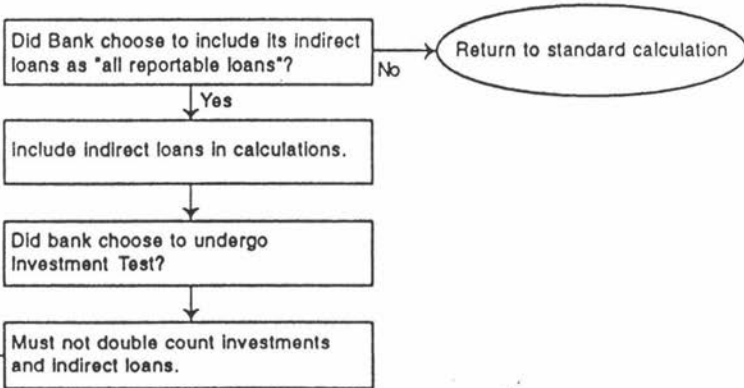 Did Bank choose to include its indirect
loans as "all reportable loans"?
No
Return to standard calculation
Yes
Include indirect loans in calculations.
Did bank choose to undergo
Investment Test?
Must not double count investments
and indirect loans.